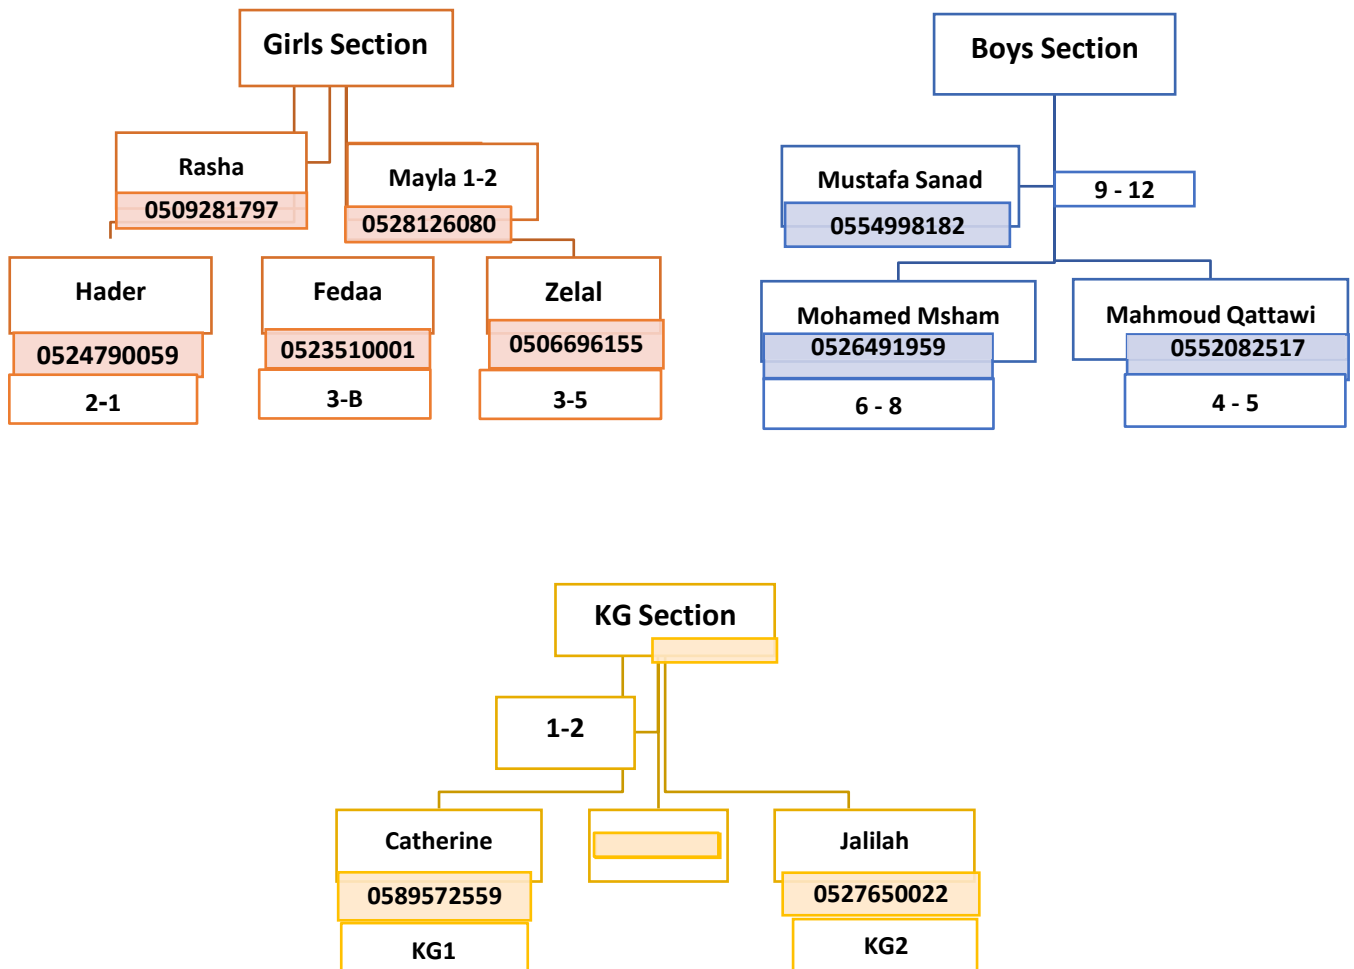 Girls Section
Rasha
0509281797
Mayla 1-2
0528126080
Hader
0524790059
2-1
Fedaa
0523510001
3-B
Zelal
0506696155
3-5
Boys Section
Mustafa Sanad
0554998182
9 - 12
Mohamed Msham
0526491959
6 - 8
Mahmoud Qattawi
0552082517
4 - 5
KG Section
1-2
Catherine
0589572559
KG1
Jalilah
0527650022
KG2